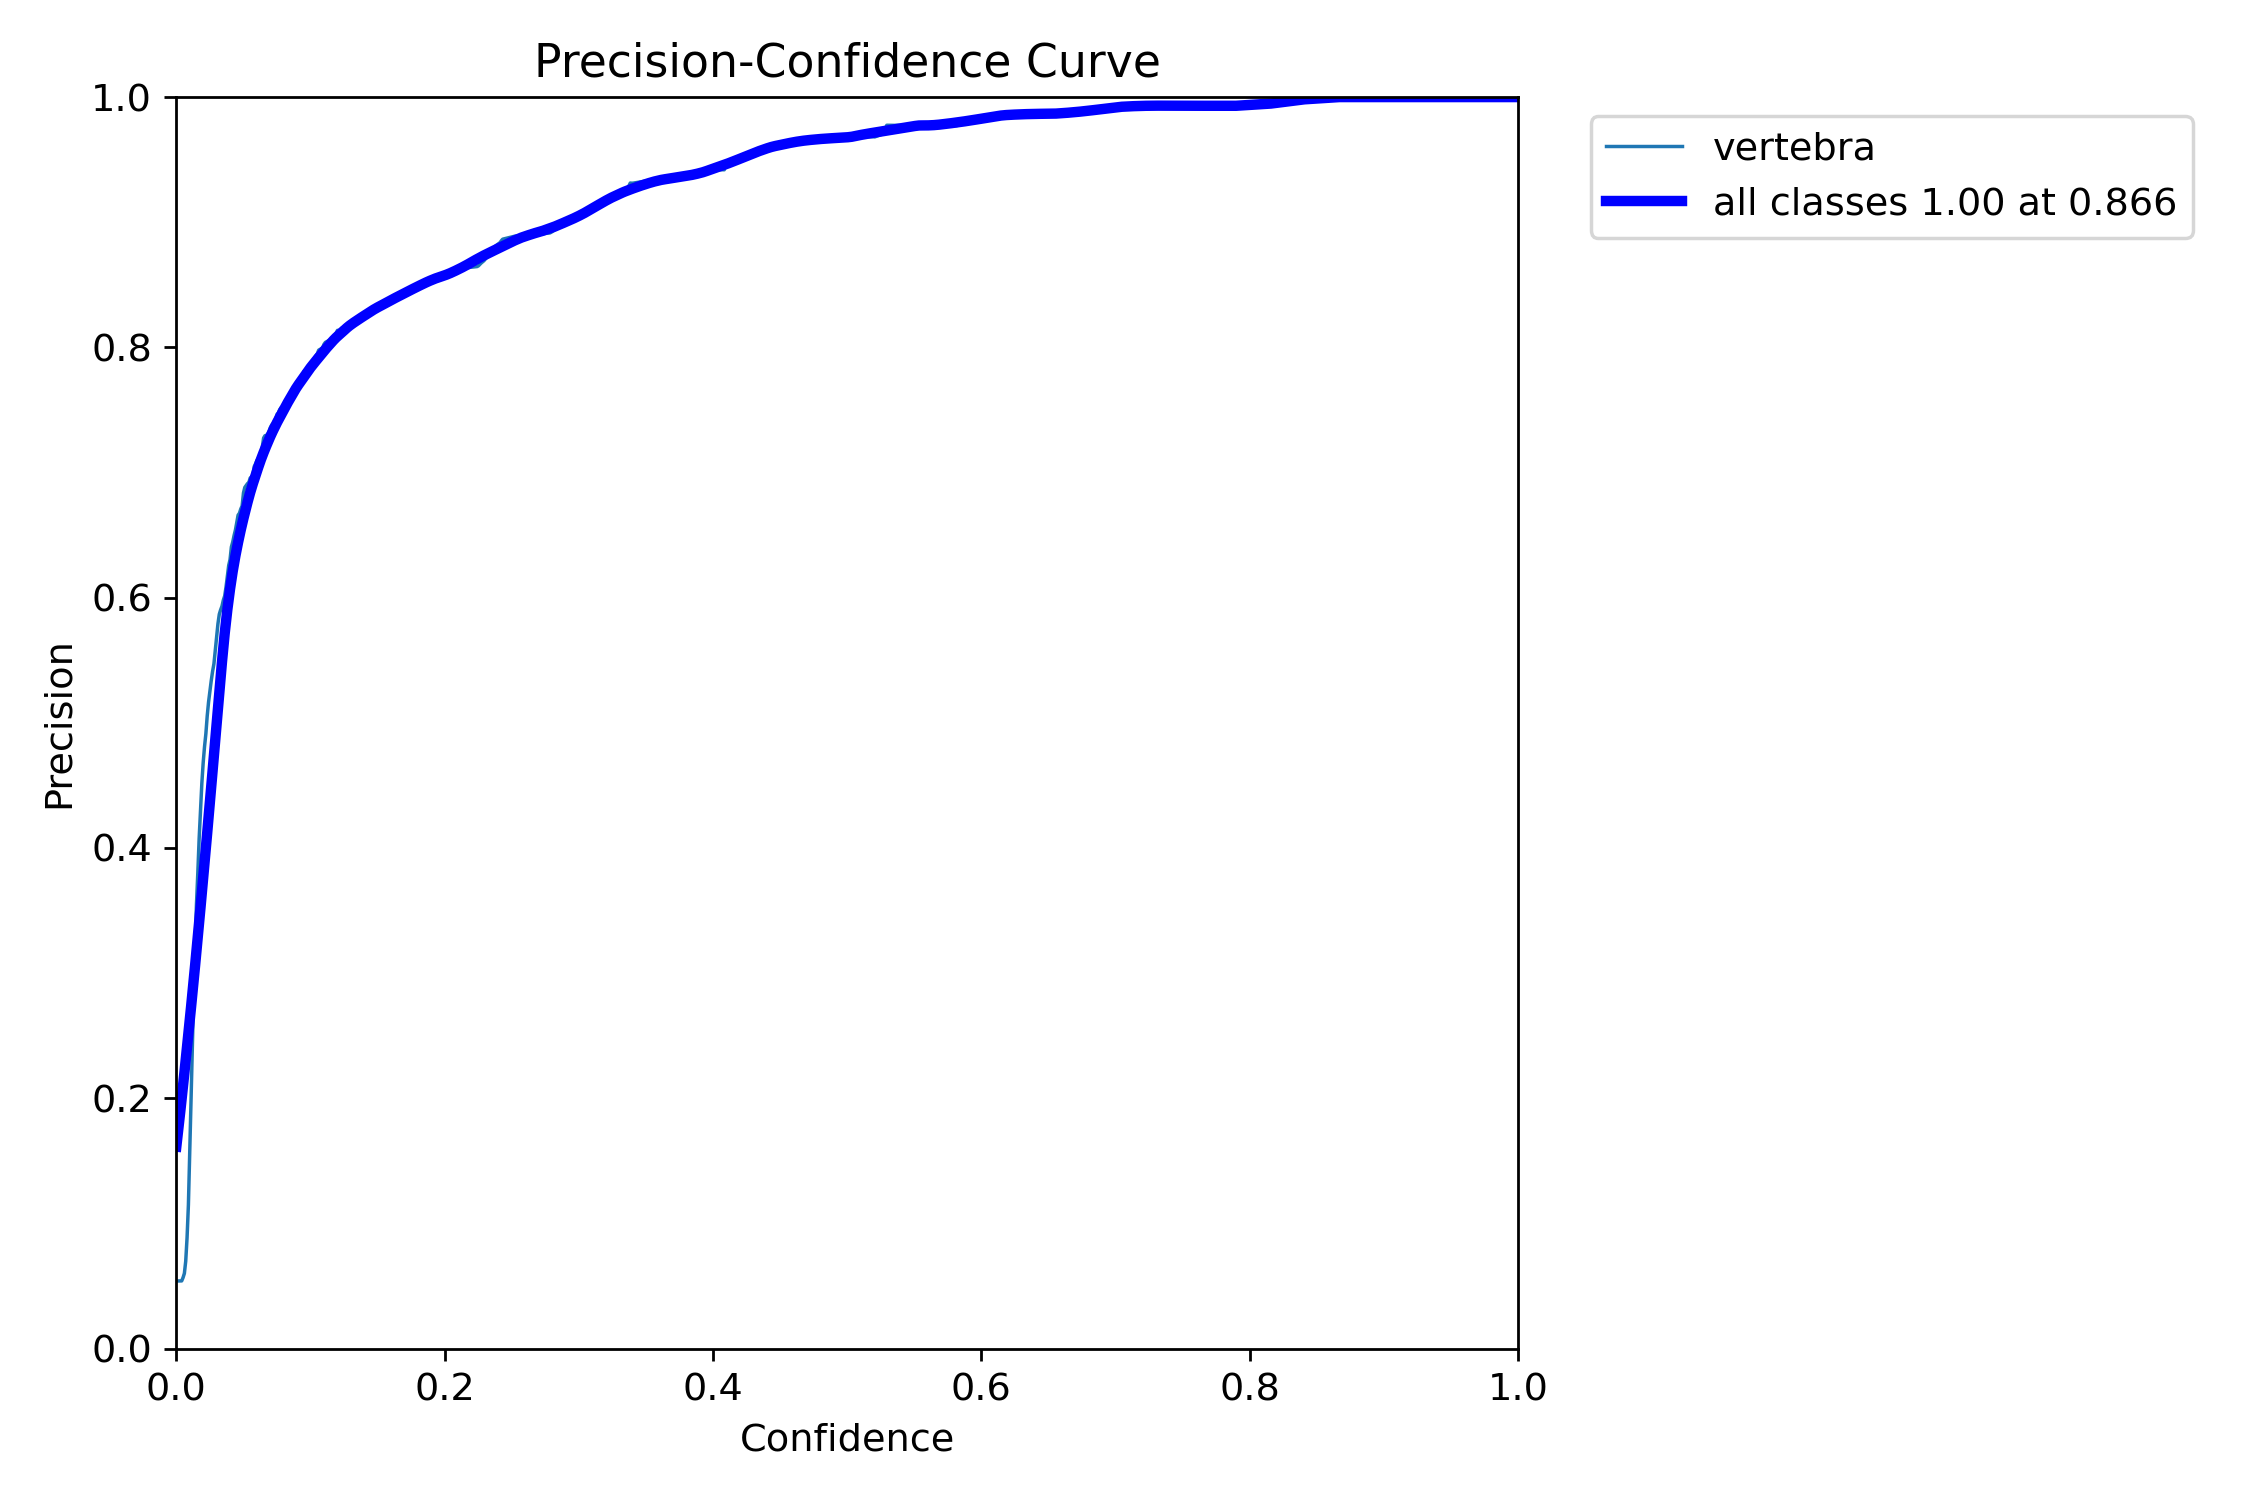 Precision-Confidence Curve
1.0
0.8
0.6
0.4
0.2
0.0
Precision
0.0 0.2 0.4 0.6 0.8 1.0
Confidence
vertebra
all classes 1.00 at 0.866